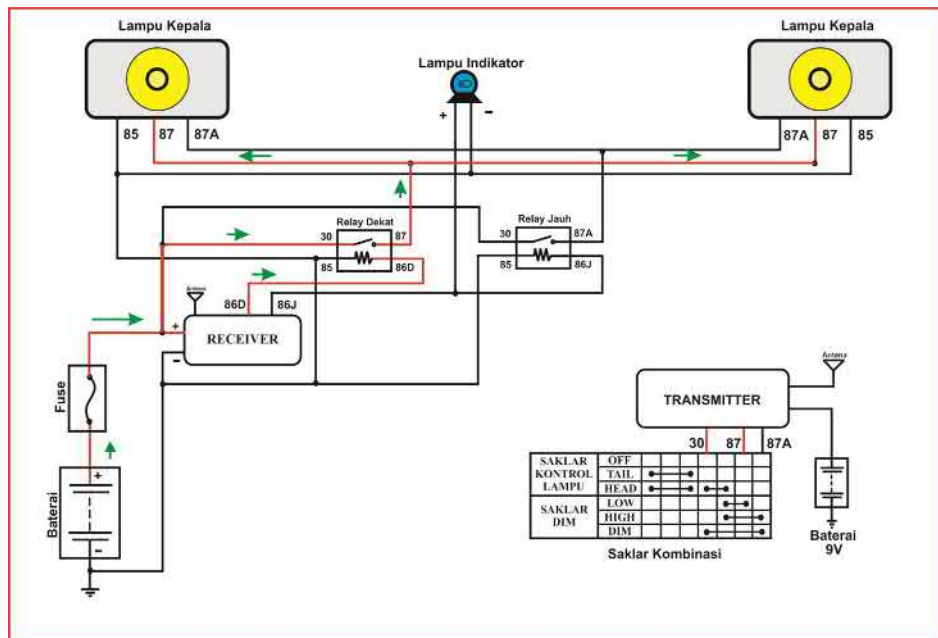 Lampu Kepala
Lampu Kepala
Lampu Indikator
+ -
85 87 87A
87A 87 85
Relay Dekat
30 87
85 86D
Relay Jauh
30 87A
85 86J
Antena
86D 86J
+
RECEIVER
-
Fuse
+
Baterai
-
Antena
TRANSMITTER
30 87 87A
SAKLAR
KONTROL
LAMPU
OFF
TAIL
HEAD
SAKLAR
DIM
LOW
HIGH
DIM
Saklar Kombinasi
Baterai
9V